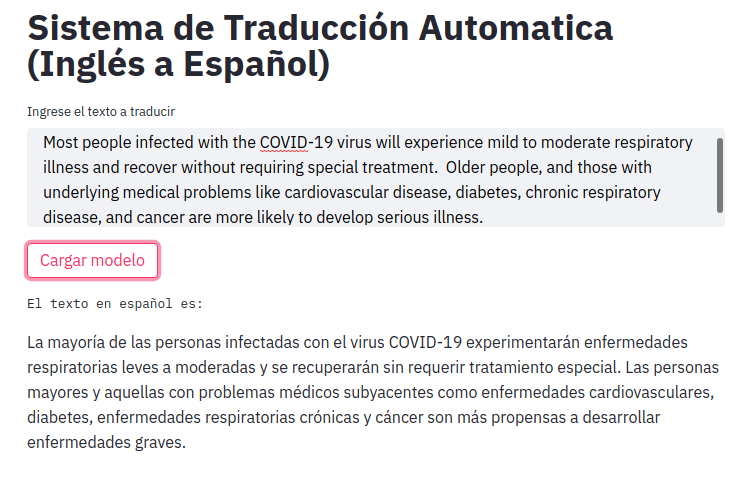 Sistema de Traducción Automatica
(Inglés a Español)
Ingrese el texto a traducir
Most people infected with the COVID-19 virus will experience mild to moderate respiratory
illness and recover without requiring special treatment.  Older people, and those with
underlying medical problems like cardiovascular disease, diabetes, chronic respiratory
disease, and cancer are more likely to develop serious illness.
Cargar modelo
El texto en español es:
La mayoría de las personas infectadas con el virus COVID-19 experimentarán enfermedades
respiratorias leves a moderadas y se recuperarán sin requerir tratamiento especial. Las personas
mayores y aquellas con problemas médicos subyacentes como enfermedades cardiovasculares,
diabetes, enfermedades respiratorias crónicas y cáncer son más propensas a desarrollar
enfermedades graves.